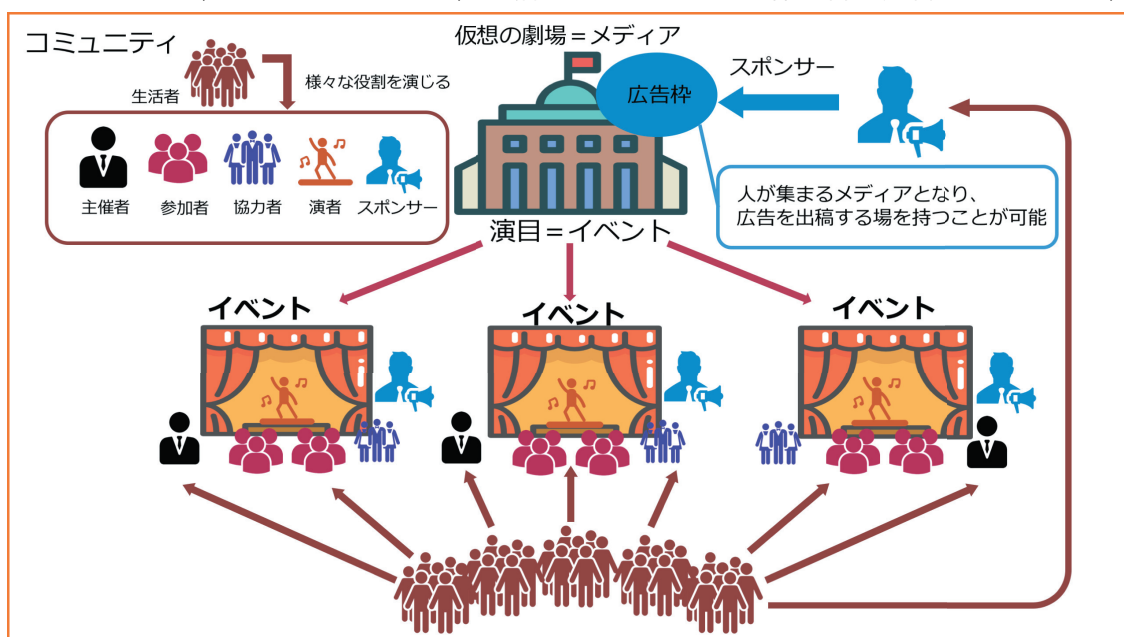 コミュニティ
生活者
様々な役割を演じる
主催者
参加者
協力者
演者
スポンサー
仮想の劇場＝メディア
広告枠
スポンサー
人が集まるメディアとなり、
広告を出稿する場を持つことが可能
演目＝イベント
イベント
イベント
イベント